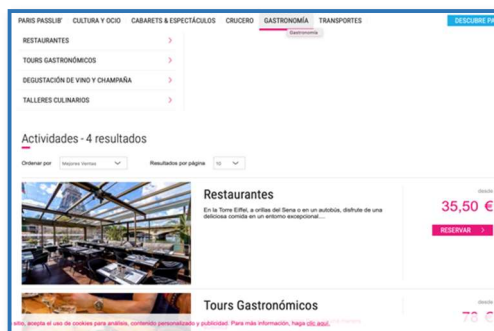 PARIS PASSLIB' CULTURA Y OCIO CABARETS & ESPECTÁCULOS CRUCERO GASTRONOMÍA TRANSPORTES DESCUBRE PA
Gastronomía
RESTAURANTES
TOURS GASTRONÓMICOS
DEGUSTACIÓN DE VINO Y CHAMPAÑA
TALLERES CULINARIOS
Actividades - 4 resultados
Ordenar por Mejores Ventas Resultados por página 10
Restaurantes
En la Torre Eiffel, a orillas del Sena o en un autobús, disfrute de una
deliciosa comida en un entorno excepcional....
desde
35,50 €
RESERVAR
Tours Gastronómicos
desde
78 €
sitio, acepta el uso de cookies para análisis, contenido personalizado y publicidad. Para más información, haga clic aquí.